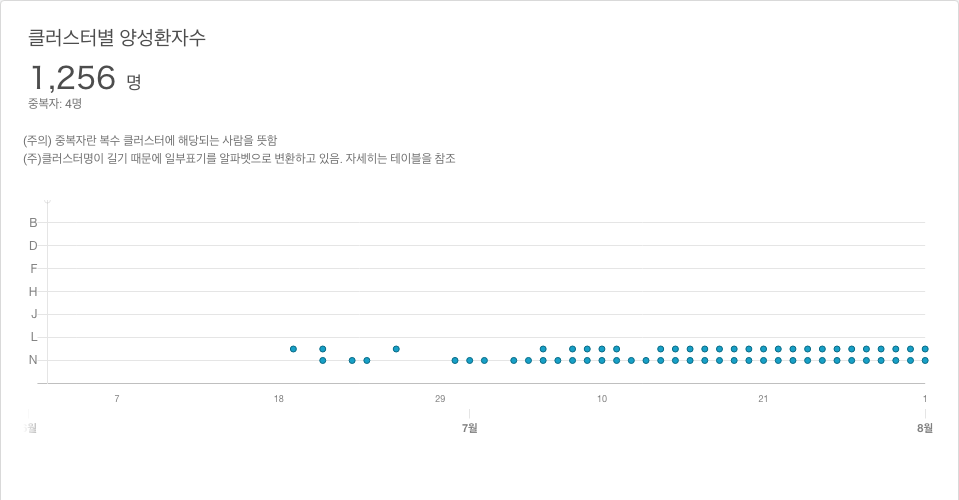 클러스터별 양성환자수
1,256 명
중복자: 4명
(주의) 중복자란 복수 클러스터에 해당되는 사람을 뜻함
(주)클러스터명이 길기 때문에 일부표기를 알파벳으로 변환하고 있음. 자세히는 테이블을 참조
B
D
F
H
J
L
N
7 18 29 10 21 1
월 7월 8월